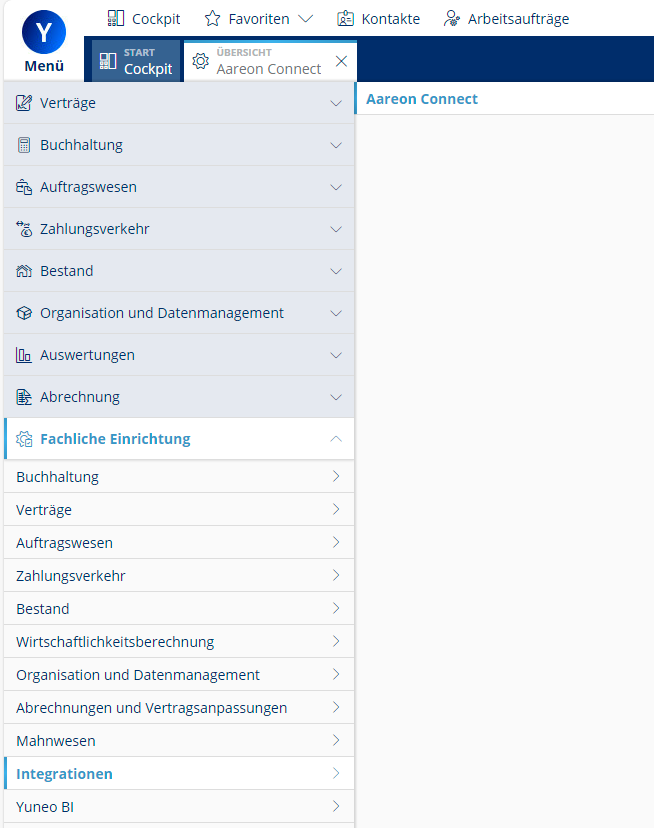 Y
Menü
Cockpit
Favoriten
Kontakte
Arbeitsaufträge
START
Cockpit
ÜBERSICHT
Aareon Connect
Verträge
Buchhaltung
Auftragswesen
Zahlungsverkehr
Bestand
Organisation und Datenmanagement
Auswertungen
Abrechnung
Fachliche Einrichtung
Buchhaltung
Verträge
Auftragswesen
Zahlungsverkehr
Bestand
Wirtschaftlichkeitsberechnung
Organisation und Datenmanagement
Abrechnungen und Vertragsanpassungen
Mahnwesen
Integrationen
Yuneo BI
Aareon Connect